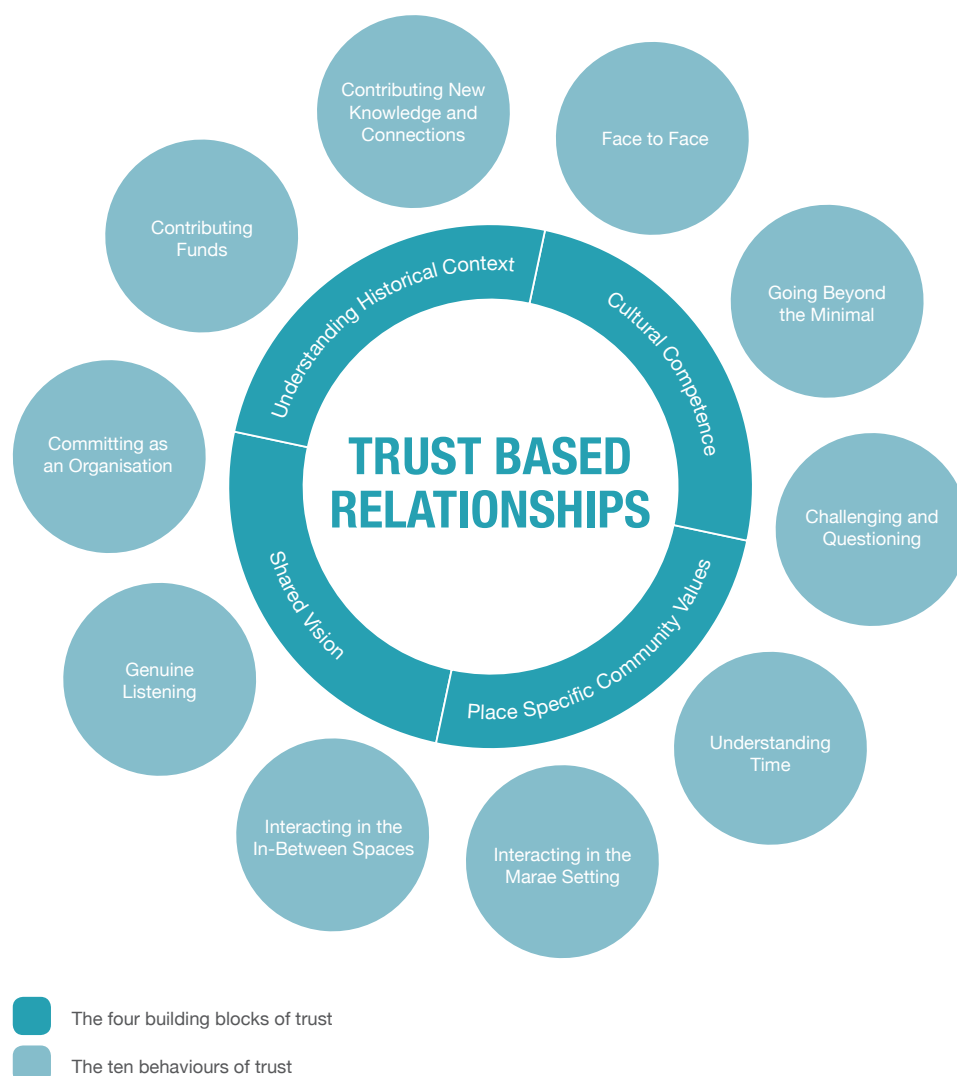 Contributing New
Knowledge and
Connections
Face to Face
Contributing
Funds
Going Beyond
the Minimal
Understanding Historical Context
Cultural Competence
TRUST BASED
RELATIONSHIPS
Committing as
an Organisation
Challenging and
Questioning
Shared Vision
Place Specific Community Values
Genuine
Listening
Understanding
Time
Interacting in the
In-Between Spaces
Interacting in the
Marae Setting
The four building blocks of trust
The ten behaviours of trust